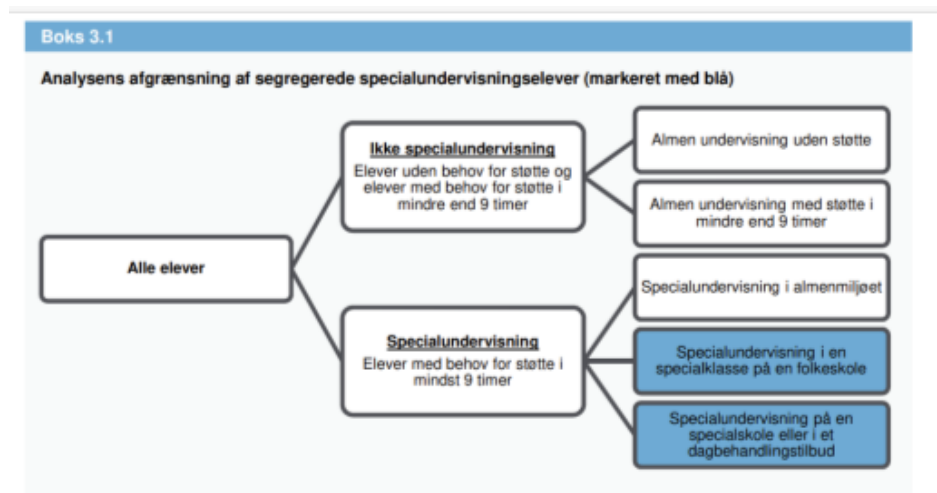 Boks 3.1
Analysens afgrænsning af segregerede specialundervisningselever (markeret med blå)
Alle elever
Ikke specialundervisning
Elever uden behov for støtte og
elever med behov for støtte i
mindre end 9 timer
Almen undervisning uden støtte
Almen undervisning med støtte i
mindre end 9 timer
Specialundervisning
Elever med behov for støtte i
mindst 9 timer
Specialundervisning i almenmiljøet
Specialundervisning i en
specialklasse på en folkeskole
Specialundervisning på en
specialskole eller i et
dagbehandlingstilbud